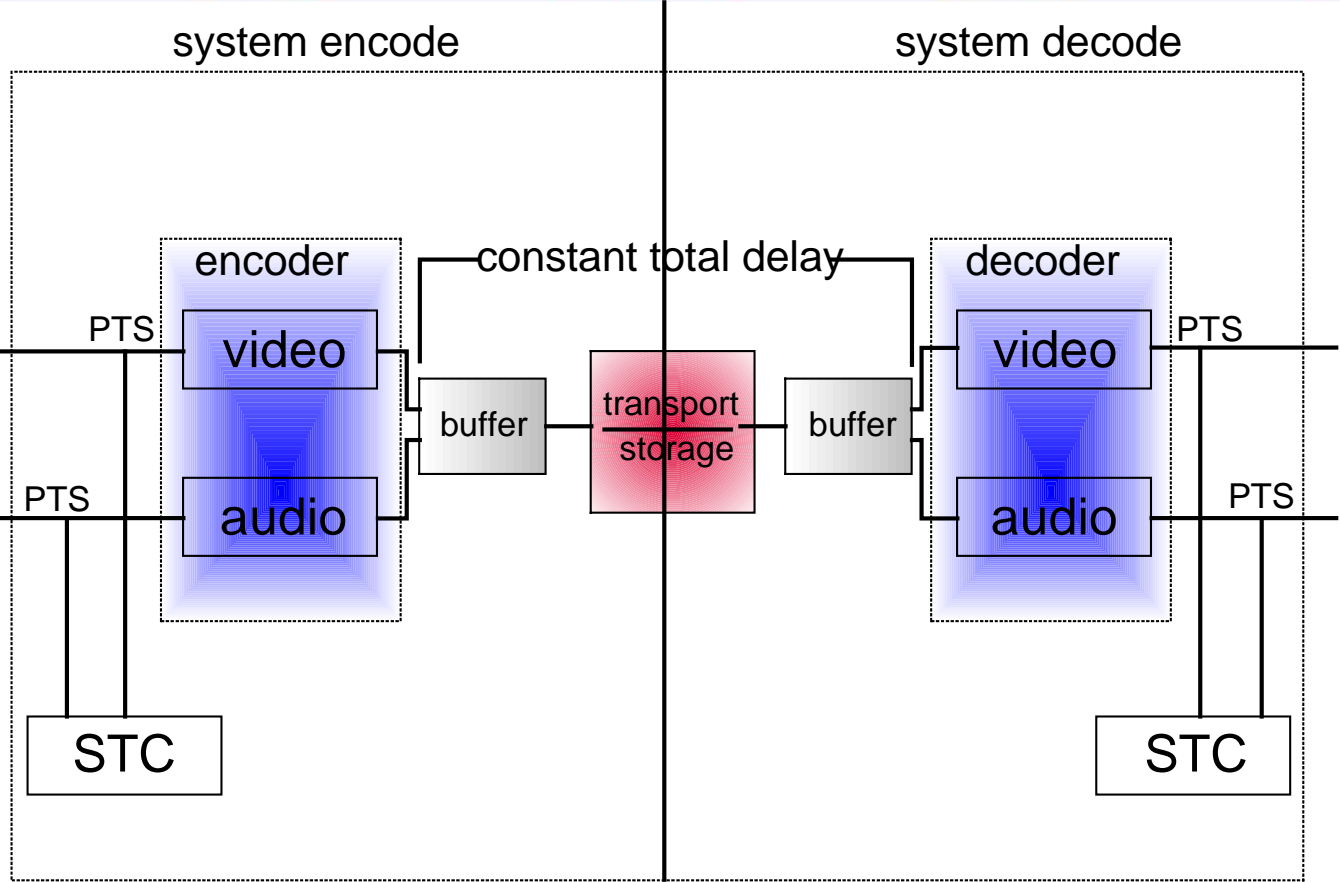 system encode
system decode
constant total delay
encoder
decoder
PTS
video
video
PTS
buffer
transport
storage
buffer
PTS
audio
audio
PTS
STC
STC